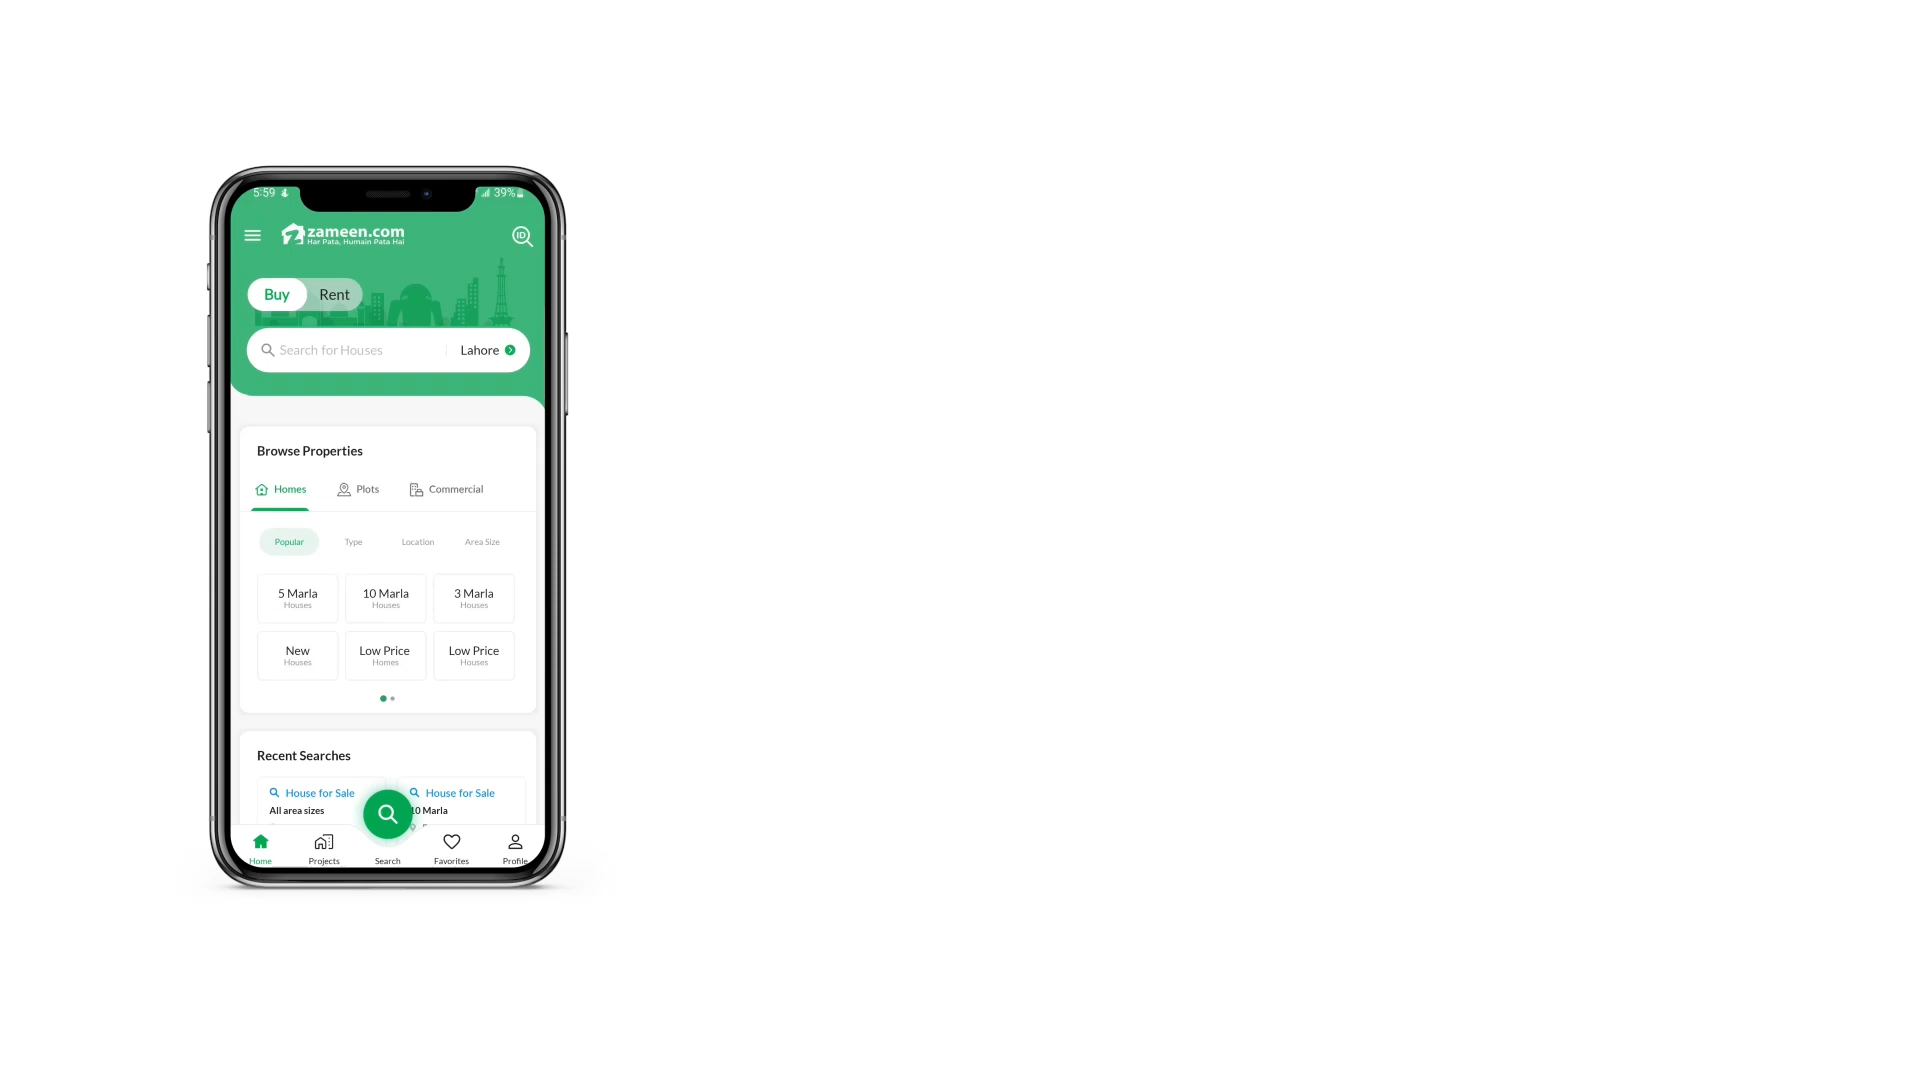 5:59
39%
zameen.com
Har Pata, Humain Pata Hai
ID
Buy Rent
Search for Houses Lahore
Browse Properties
Homes Plots Commercial
Popular Type Location Area Size
5 Marla 10 Marla 3 Marla
Houses Houses Houses
New Low Price Low Price
Houses Homes Houses
Recent Searches
House for Sale House for Sale
All area sizes 10 Marla
Home Projects Search Favorites Profile